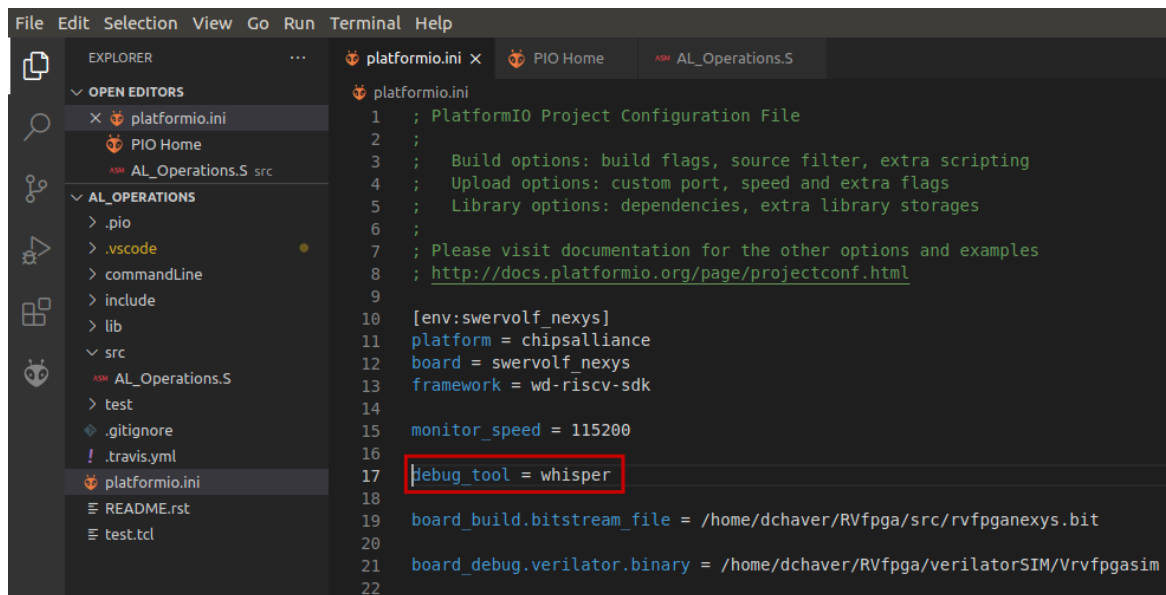 File Edit Selection View Go Run Terminal Help
EXPLORER ...
OPEN EDITORS
platformio.ini
PIO Home
ASM AL_Operations.S src
AL_OPERATIONS
.pio
.vscode
commandLine
include
lib
src
ASM AL_Operations.S
test
.gitignore
! .travis.yml
platformio.ini
README.rst
test.tcl
platformio.ini PIO Home ASM AL_Operations.S
platformio.ini
1 ; PlatformIO Project Configuration File
2 ;
3 ;   Build options: build flags, source filter, extra scripting
4 ;   Upload options: custom port, speed and extra flags
5 ;   Library options: dependencies, extra library storages
6 ;
7 ; Please visit documentation for the other options and examples
8 ; http://docs.platformio.org/page/projectconf.html
9
10 [env:swervolf_nexys]
11 platform = chipsalliance
12 board = swervolf_nexys
13 framework = wd-riscv-sdk
14
15 monitor_speed = 115200
16
17 debug_tool = whisper
18
19 board_build.bitstream_file = /home/dchaver/RVfpga/src/rvfpganexys.bit
20
21 board_debug.verilator.binary = /home/dchaver/RVfpga/verilatorSIM/Vrvfpgasim
22